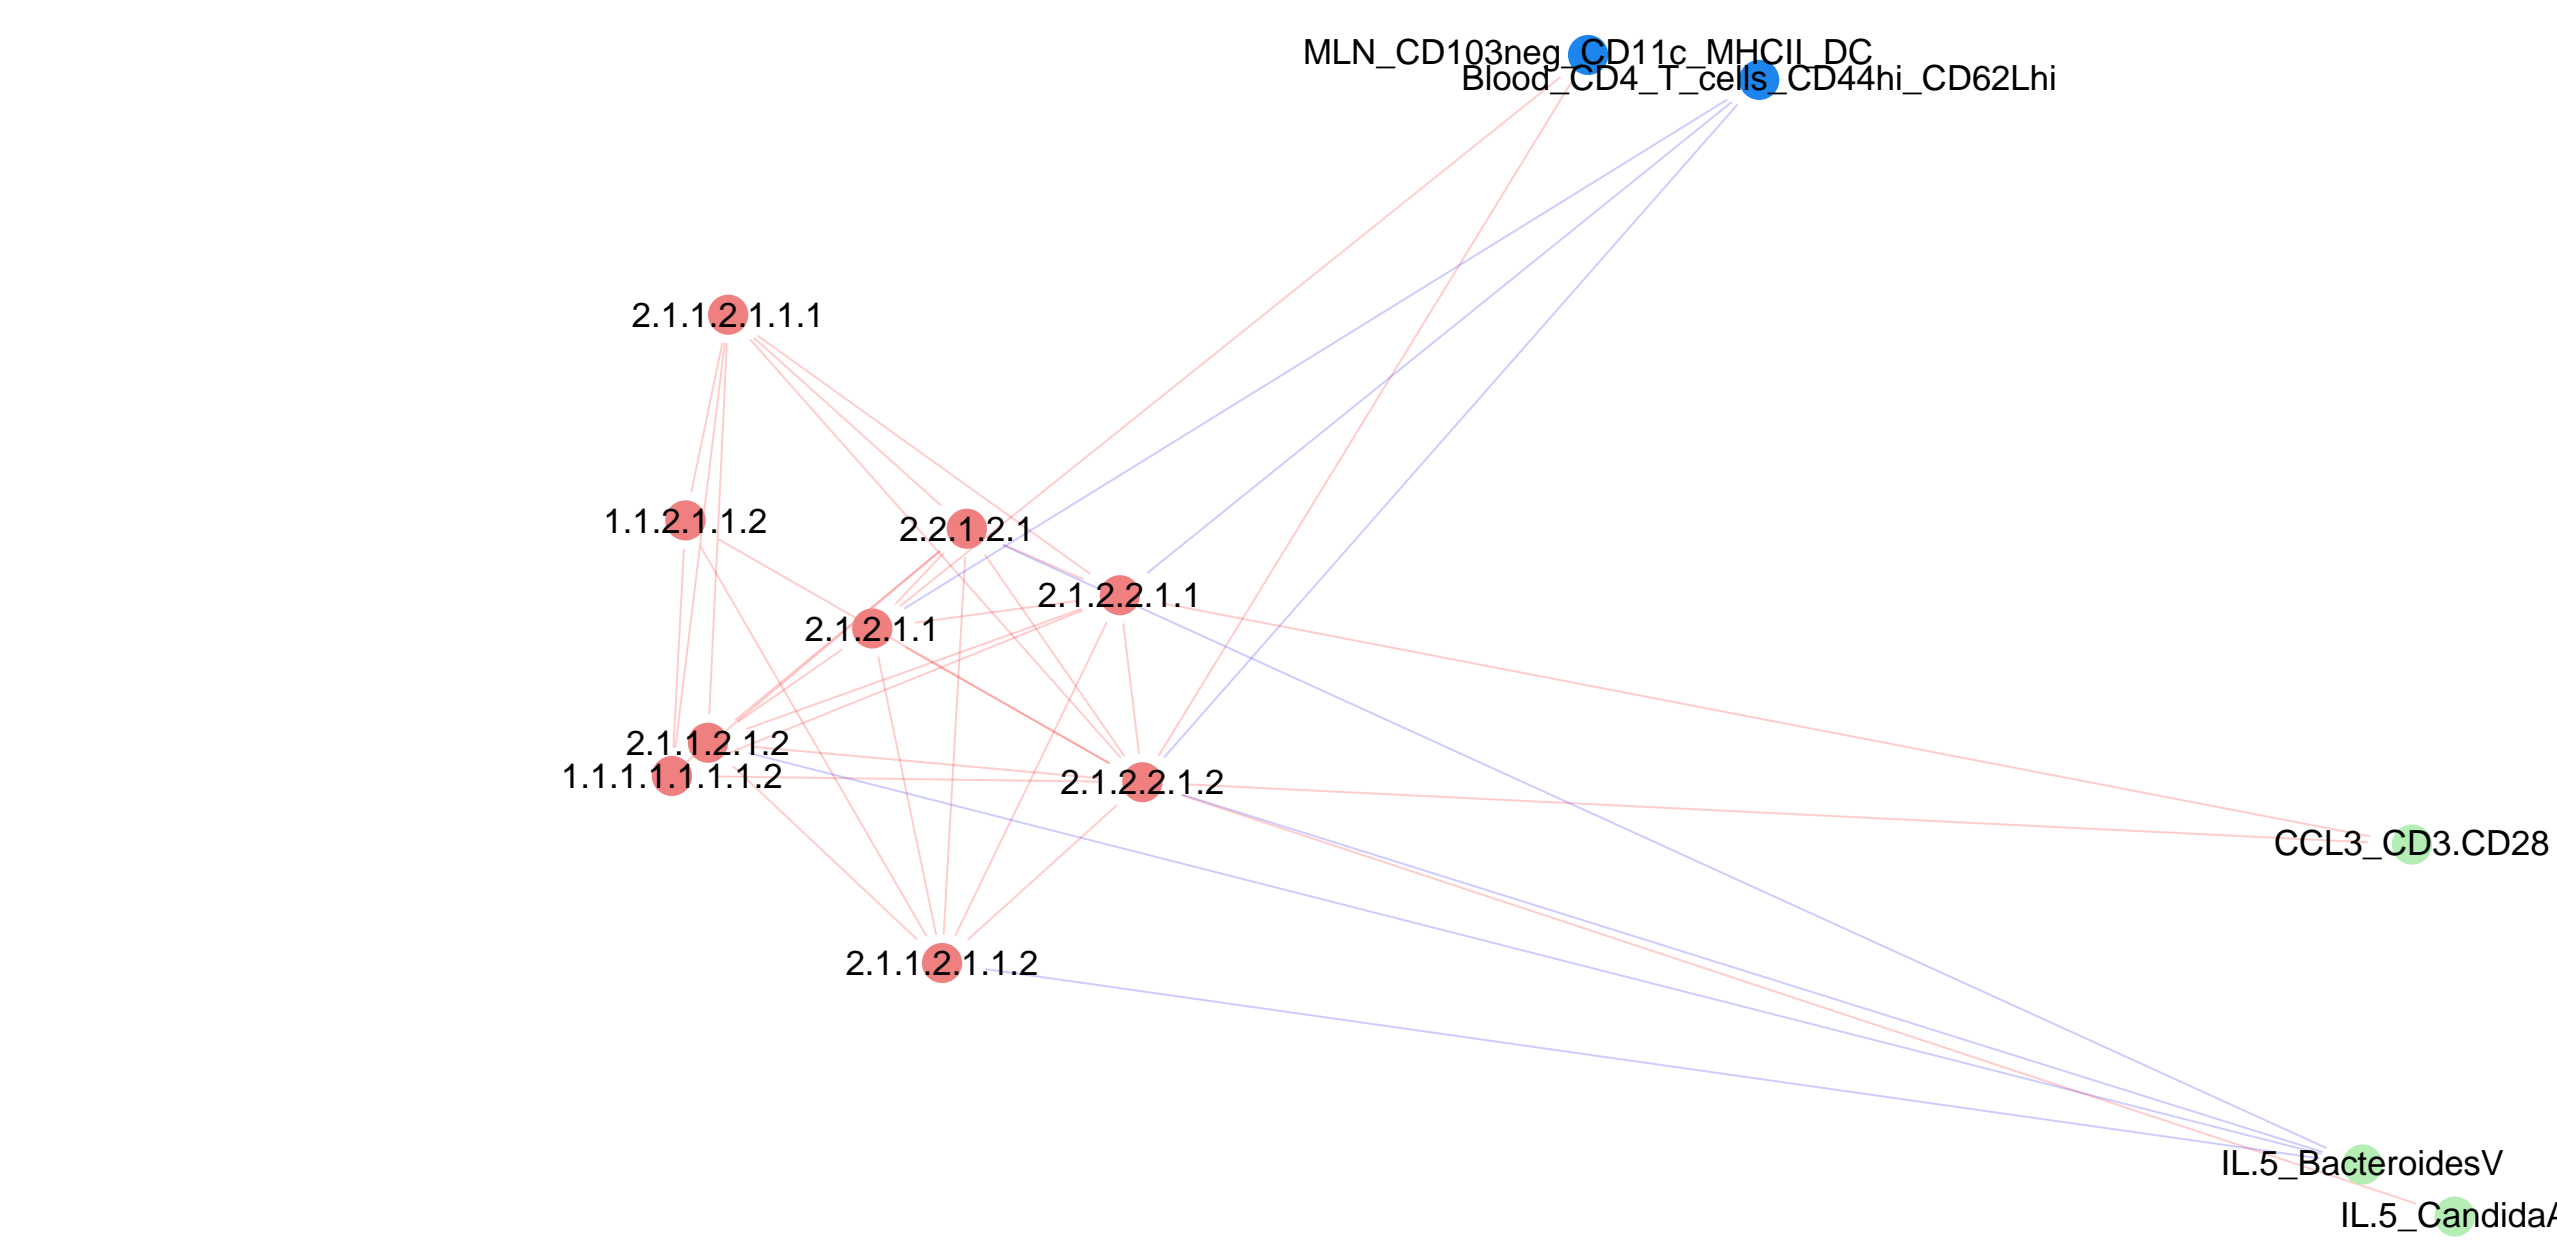 MLN_CD103neg_CD11c_MHCII_DC
Blood_CD4_T_cells_CD44hi_CD62Lhi
2.1.1.2.1.1.1
1.1.2.1.1.2
2.2.1.2.1
2.1.2.2.1.1
2.1.2.1.1
2.1.1.2.1.2
1.1.1.1.1.1.1.2
2.1.2.2.1.2
CCL3_CD3.CD28
2.1.1.2.1.1.2
IL.5_BacteroidesV
IL.5_CandidaA